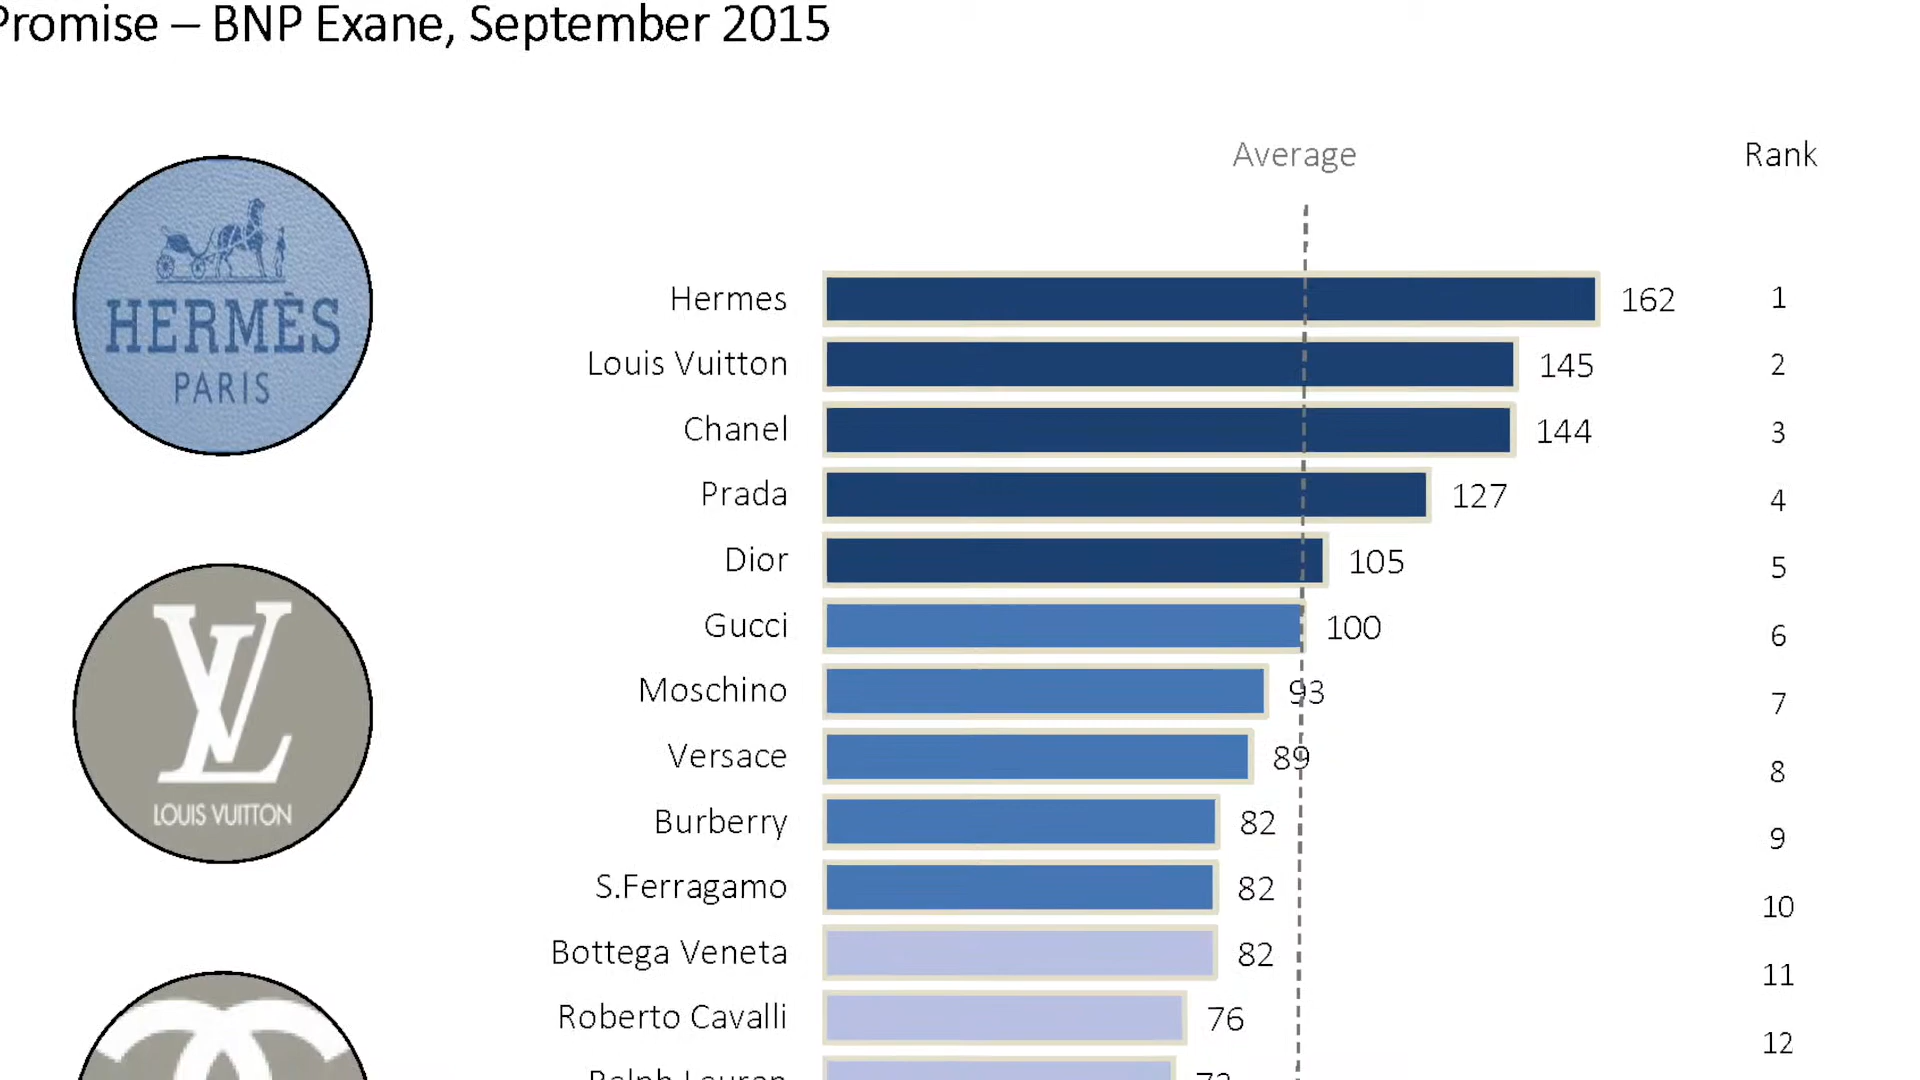 Promise – BNP Exane, September 2015
Average
Rank
HERMÈS
PARIS
Hermes 162 1
Louis Vuitton 145 2
Chanel 144 3
Prada 127 4
Dior 105 5
Gucci 100 6
Moschino 93 7
LV
LOUIS VUITTON
Versace 89 8
Burberry 82 9
S.Ferragamo 82 10
Bottega Veneta 82 11
Roberto Cavalli 76 12